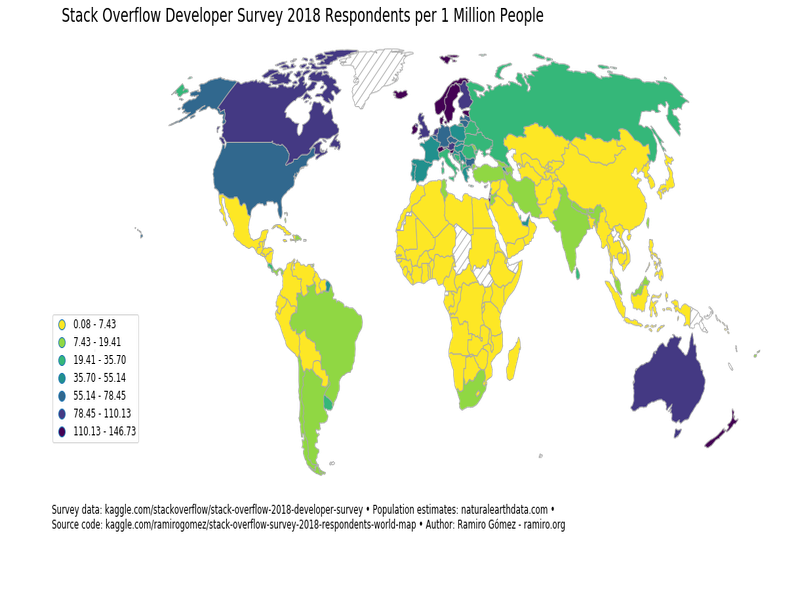 Stack Overflow Developer Survey 2018 Respondents per 1 Million People
0.08 - 7.43
7.43 - 19.41
19.41 - 35.70
35.70 - 55.14
55.14 - 78.45
78.45 - 110.13
110.13 - 146.73
Survey data: kaggle.com/stackoverflow/stack-overflow-2018-developer-survey • Population estimates: naturalearthdata.com •
Source code: kaggle.com/ramirogomez/stack-overflow-survey-2018-respondents-world-map • Author: Ramiro Gómez - ramiro.org